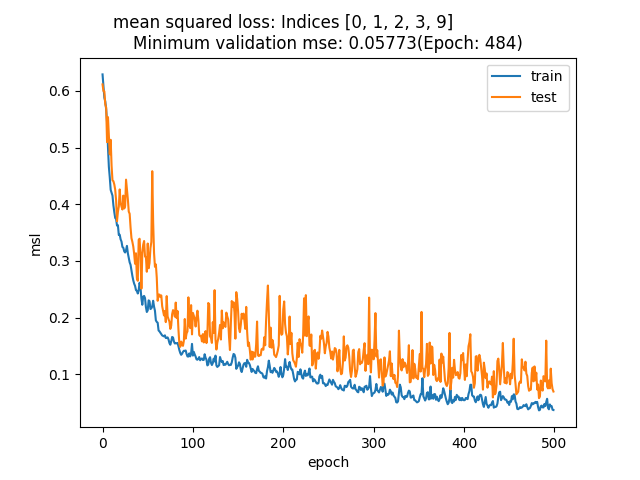 mean squared loss: Indices [0, 1, 2, 3, 9]
Minimum validation mse: 0.05773(Epoch: 484)
train
test
0.6
0.5
0.4
0.3
0.2
0.1
msl
0 100 200 300 400 500
epoch